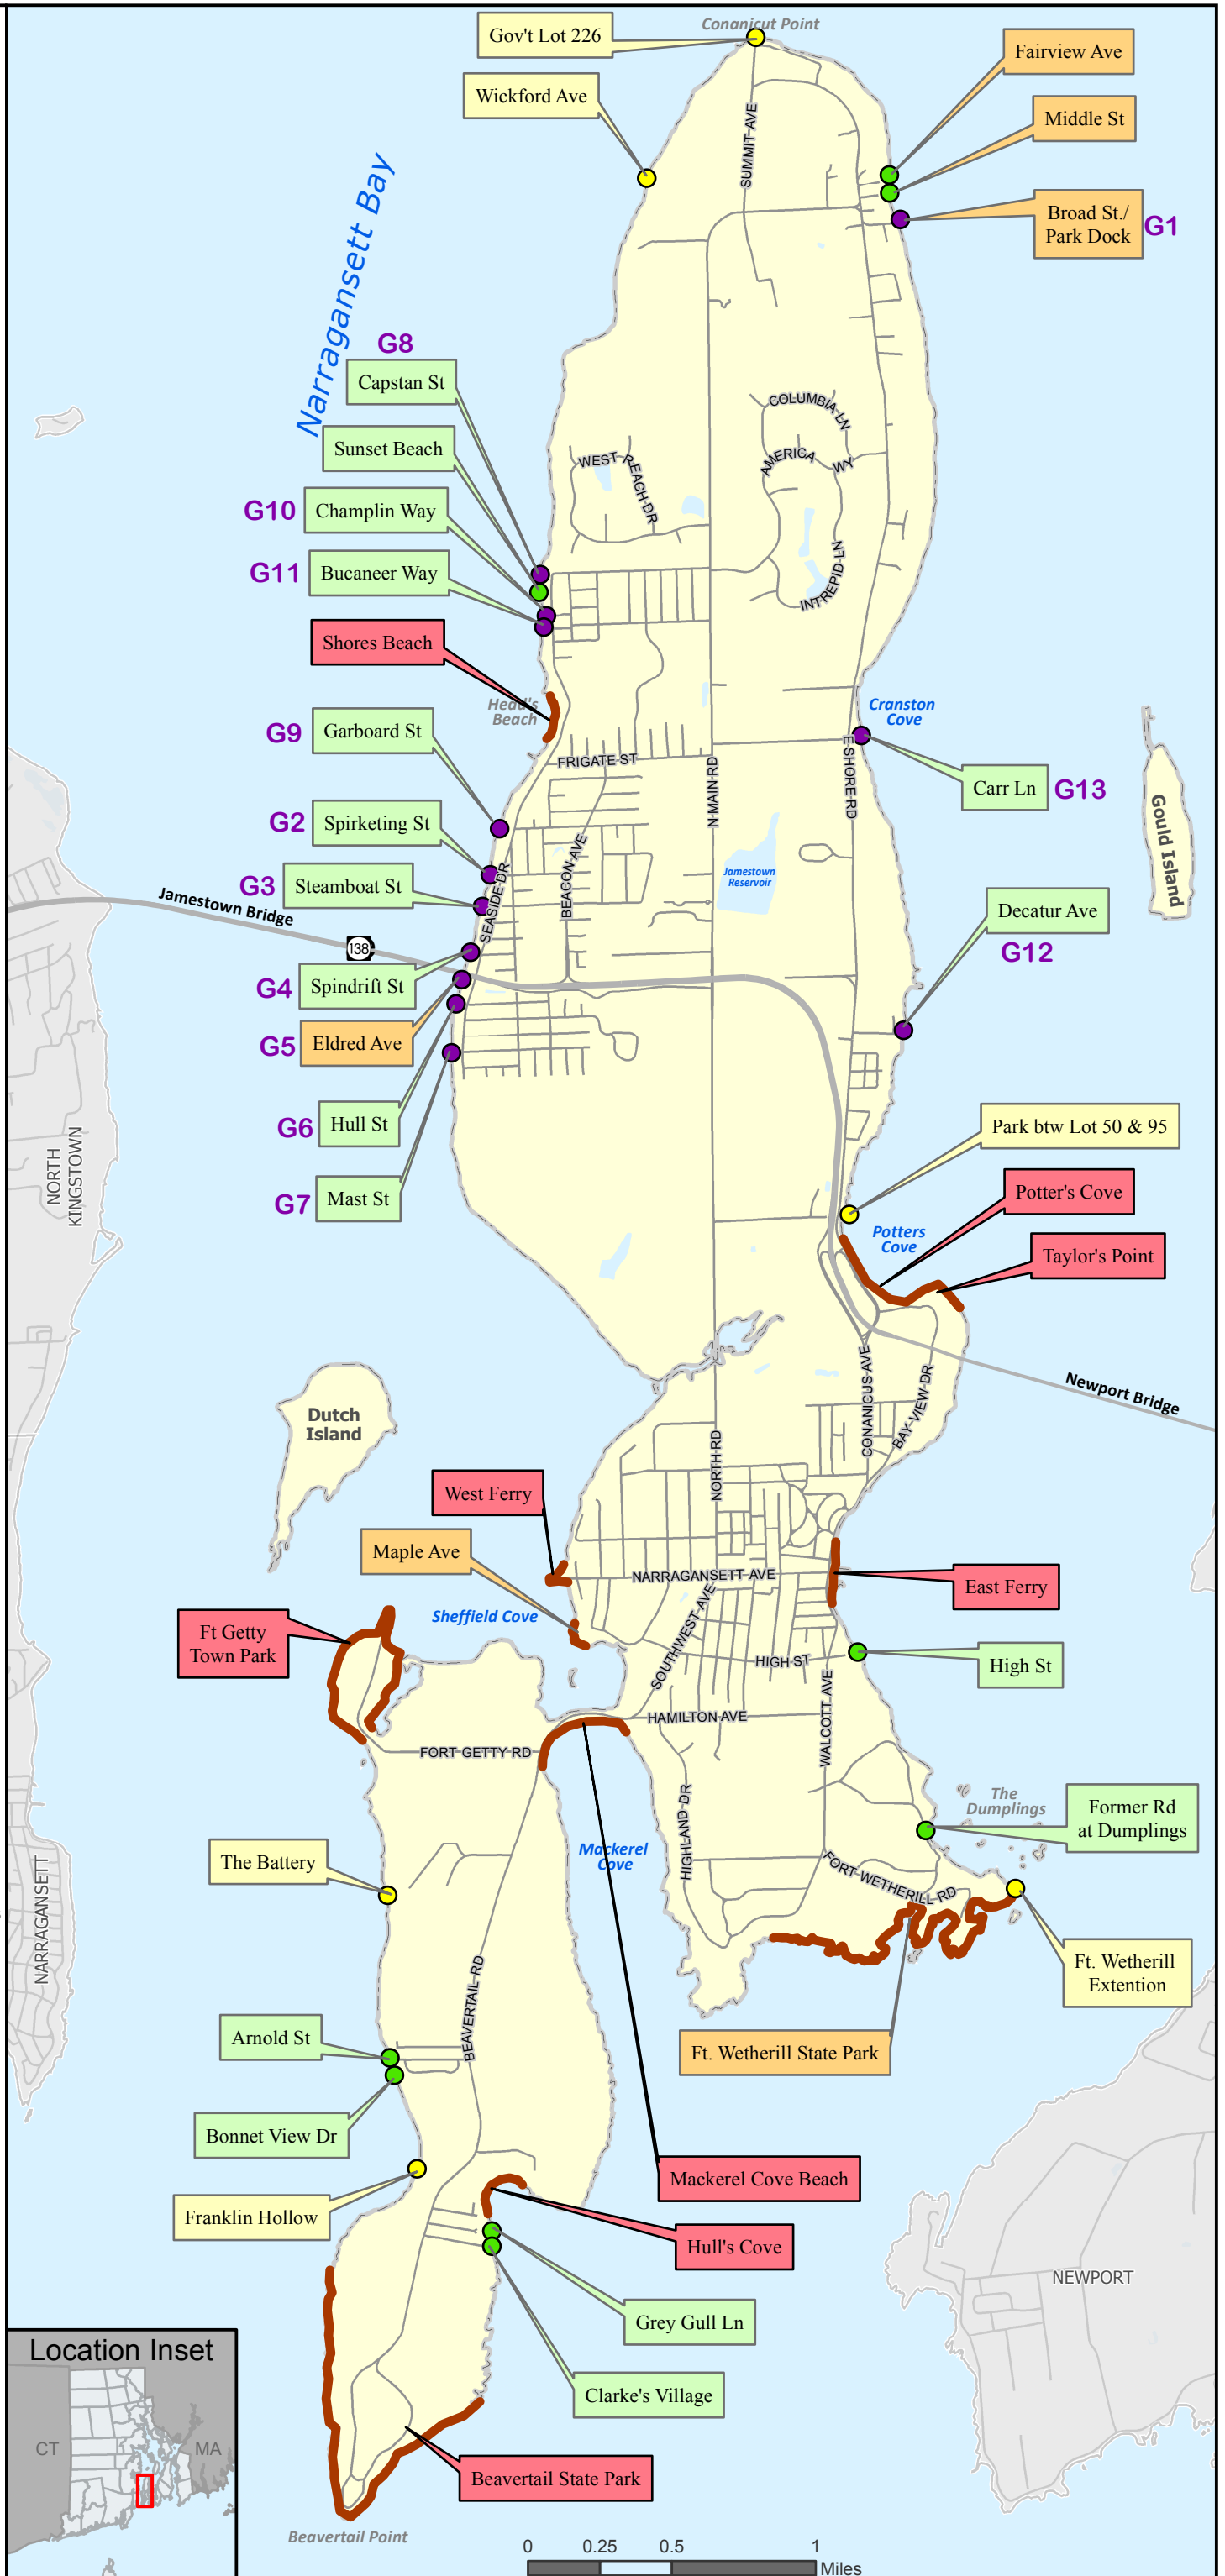 Conanicut Point
Gov't Lot 226
Fairview Ave
Wickford Ave
Middle St
SUMMIT AVE
Broad St./
Park Dock
G1
Narragansett Bay
G8
Capstan St
COLUMBIA LN
Sunset Beach
WEST REACH DR
AMERICA WY
G10
Champlin Way
G11
Bucaneer Way
INTREPID LN
Shores Beach
Head's
Beach
Cranston
Cove
G9
Garboard St
FRIGATE ST
N MAIN RD
E SHORE RD
Carr Ln
G13
Gould Island
G2
Spirketing St
BEACON AVE
Jamestown
Reservoir
G3
Steamboat St
SEASIDE DR
Jamestown Bridge
138
Decatur Ave
G12
G4
Spindrift St
G5
Eldred Ave
G6
Hull St
Park btw Lot 50 & 95
NORTH
KINGSTOWN
G7
Mast St
Potter's Cove
Potters
Cove
Taylor's Point
CONANICUS AVE
BAY VIEW DR
Newport Bridge
Dutch
Island
NORTH RD
West Ferry
Maple Ave
NARRAGANSETT AVE
East Ferry
Sheffield Cove
Ft Getty
Town Park
SOUTHWEST AVE
HIGH ST
High St
WALCOTT AVE
HAMILTON AVE
FORT GETTY RD
HIGHLAND DR
The
Dumplings
Former Rd
at Dumplings
Mackerel
Cove
The Battery
FORT WETHERILL RD
NARRAGANSETT
Ft. Wetherill
Extention
BEAVERTAIL RD
Arnold St
Ft. Wetherill State Park
Bonnet View Dr
Mackerel Cove Beach
Franklin Hollow
Hull's Cove
NEWPORT
Grey Gull Ln
Location Inset
Clarke's Village
CT
MA
Beavertail State Park
Beavertail Point
0 0.25 0.5 1
Miles